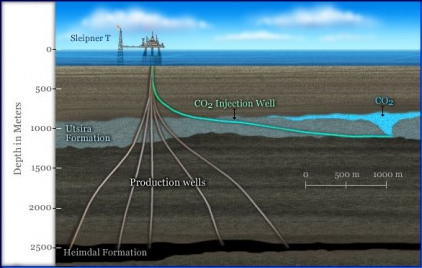 Sleipner T
0
500
CO2 Injection Well
CO2
1000
Utsira
Formation
1500
Production wells
0 500 m 1000 m
2000
2500
Heimdal Formation
Depth in Meters